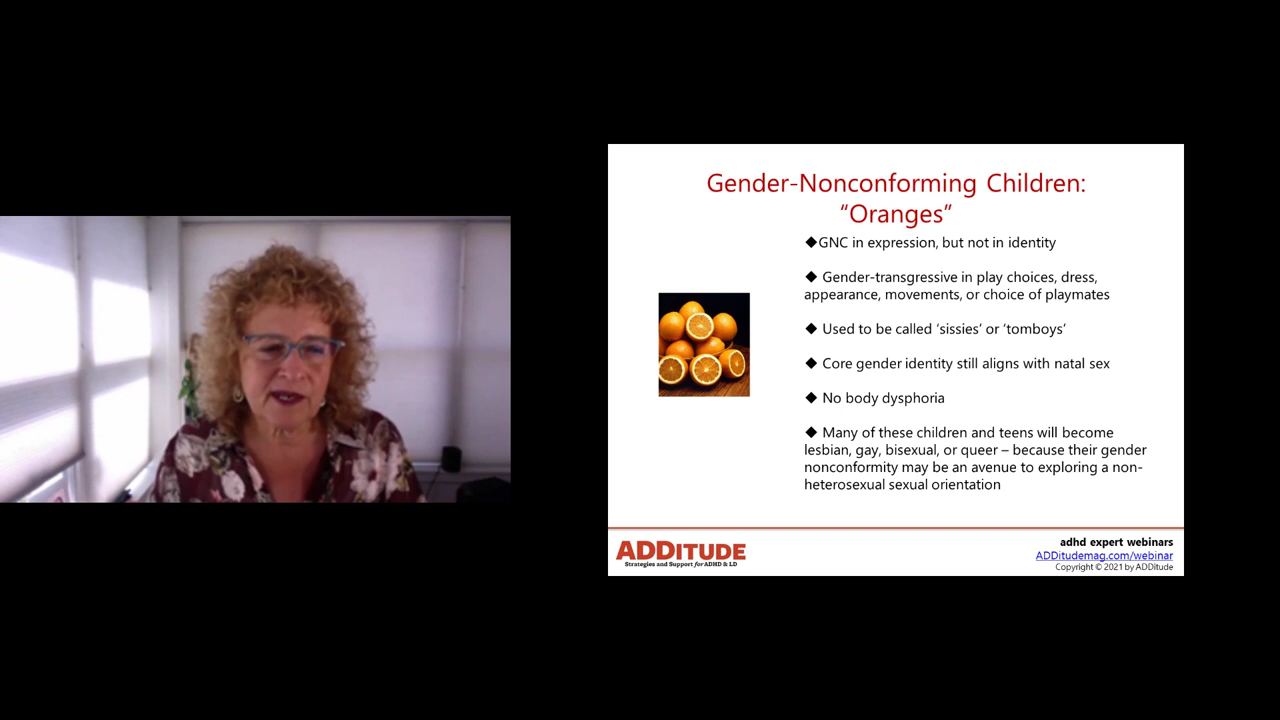 Gender-Nonconforming Children:
“Oranges”
◆GNC in expression, but not in identity
◆ Gender-transgressive in play choices, dress,
appearance, movements, or choice of playmates
◆ Used to be called ‘sissies’ or ‘tomboys’
◆ Core gender identity still aligns with natal sex
◆ No body dysphoria
◆ Many of these children and teens will become
lesbian, gay, bisexual, or queer – because their gender
nonconformity may be an avenue to exploring a non-
heterosexual sexual orientation
ADDITUDE
Strategies and Support for ADHD & LD
adhd expert webinars
ADDitudemag.com/webinar
Copyright © 2021 by ADDitude